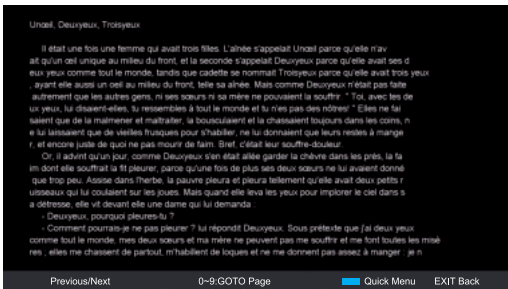 Unœil, Deuxyeux, Troisyeux
Il était une fois une femme qui avait trois filles. L'aînée s'appelait Unœil parce qu'elle n'av
ait qu'un œil unique au milieu du front, et la seconde s'appelait Deuxyeux parce qu'elle avait ses d
eux yeux comme tout le monde, tandis que cadette se nommait Troisyeux parce qu'elle avait trois yeux
, ayant elle aussi un oeil au milieu du front, telle sa aînée. Mais comme Deuxyeux n'était pas faite
autrement que les autres gens, ni ses sœurs ni sa mère ne pouvaient la souffrir. " Toi, avec tes de
ux yeux, lui disaient-elles, tu ressembles à tout le monde et tu n'es pas des nôtres! " Elles ne fai
saient que de la malmener et maltraiter, la bousculaient et la chassaient toujours dans les coins, n
e lui laissaient que de vieilles frusques pour s'habiller, ne lui donnaient que leurs restes à mange
r, et encore juste de quoi ne pas mourir de faim. Bref, c'était leur souffre-douleur.
Or, il advint qu'un jour, comme Deuxyeux s'en était allée garder la chèvre dans les prés, la fa
im dont elle souffrait la fit pleurer, parce qu'une fois de plus ses deux sœurs ne lui avaient donné
que trop peu. Assise dans l'herbe, la pauvre pleura et pleura tellement qu'elle avait deux petits r
uisseaux qui lui coulaient sur les joues. Mais quand elle leva les yeux pour implorer le ciel dans s
a détresse, elle vit devant elle une dame qui lui demanda :
- Deuxyeux, pourquoi pleures-tu ?
- Comment pourrais-je ne pas pleurer ? lui répondit Deuxyeux. Sous prétexte que j'ai deux yeux
comme tout le monde, mes deux sœurs et ma mère ne peuvent pas me souffrir et me font toutes les misè
res ; elles me chassent de partout, m'habillent de loques et ne me donnent pas assez à manger : je n
Previous/Next 0~9:GOTO Page Quick Menu EXIT Back